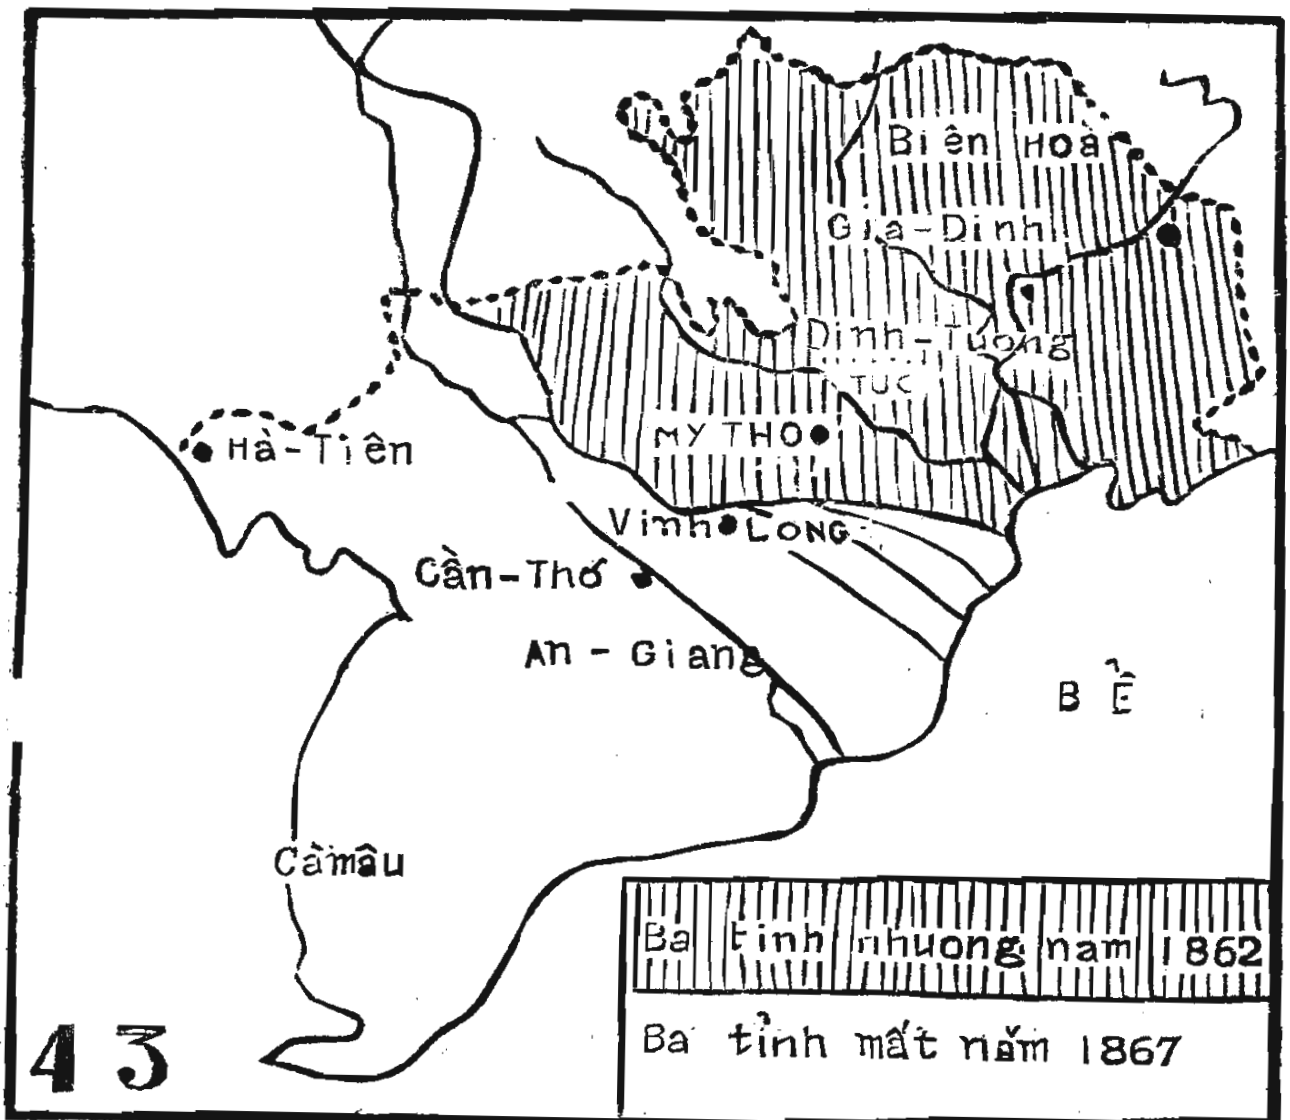 Biên Hoà
Gia-Dinh
Dinh-Tuong
TUC
MY THO
Hà-Tiên
Vinh LONG
Cần-Thơ
An - Giang
BỂ
Càmâu
Ba tinh nhuong nam 1862
Ba tỉnh mất năm 1867
43